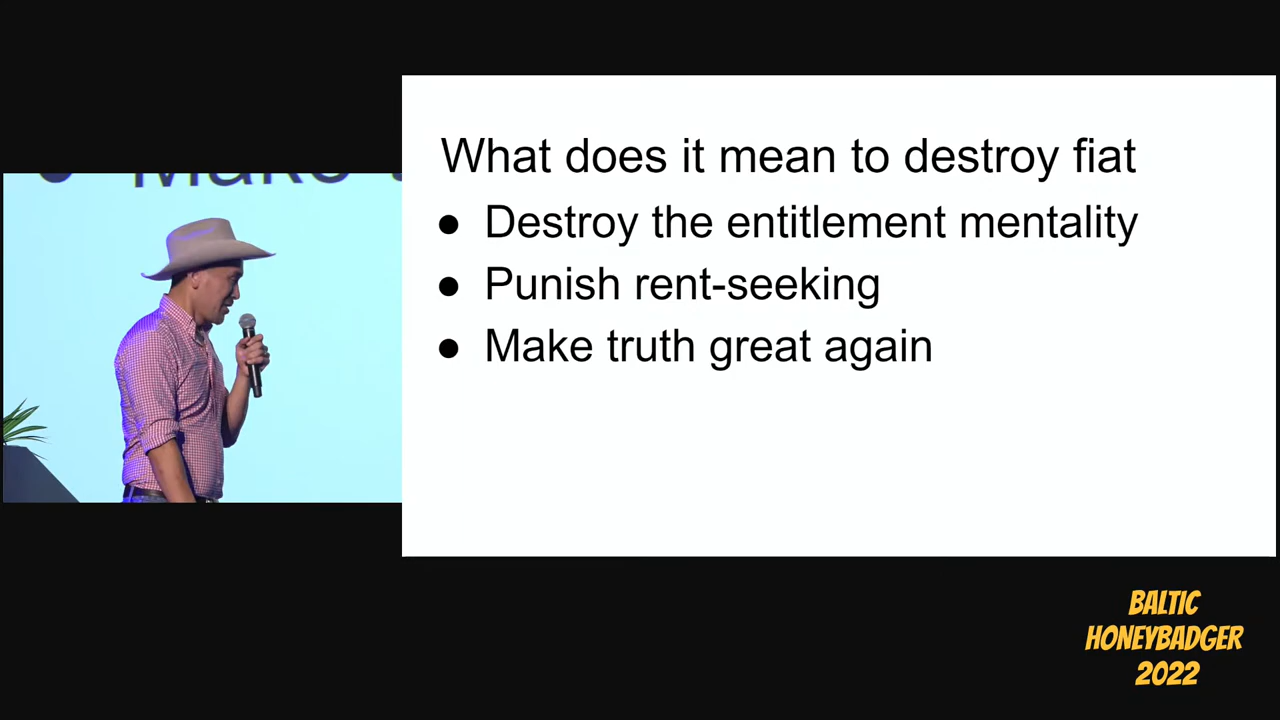 Make
What does it mean to destroy fiat
● Destroy the entitlement mentality
● Punish rent-seeking
● Make truth great again
BALTIC
HONEYBADGER
2022